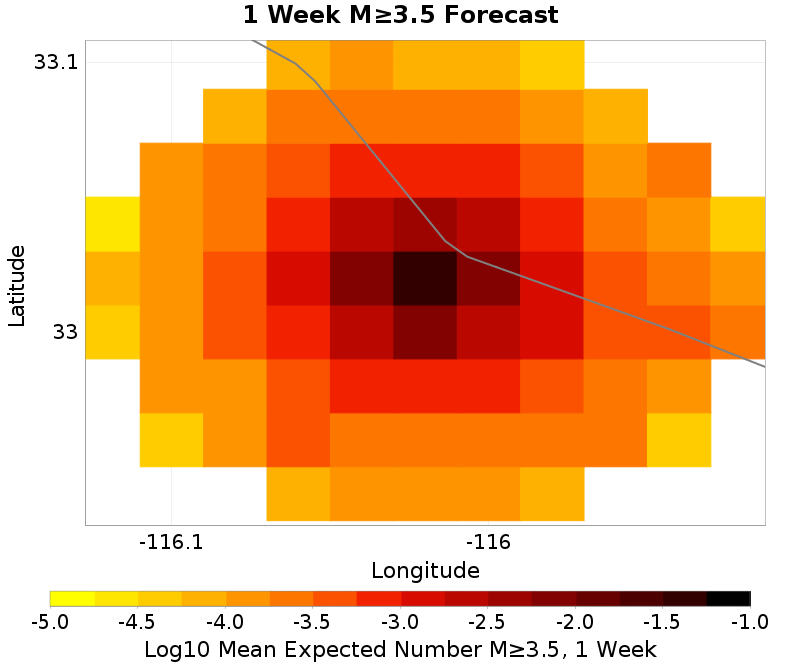 1 Week M≥3.5 Forecast
33.1
33
Latitude
-116.1 -116
Longitude
-5.0 -4.5 -4.0 -3.5 -3.0 -2.5 -2.0 -1.5 -1.0
Log10 Mean Expected Number M≥3.5, 1 Week